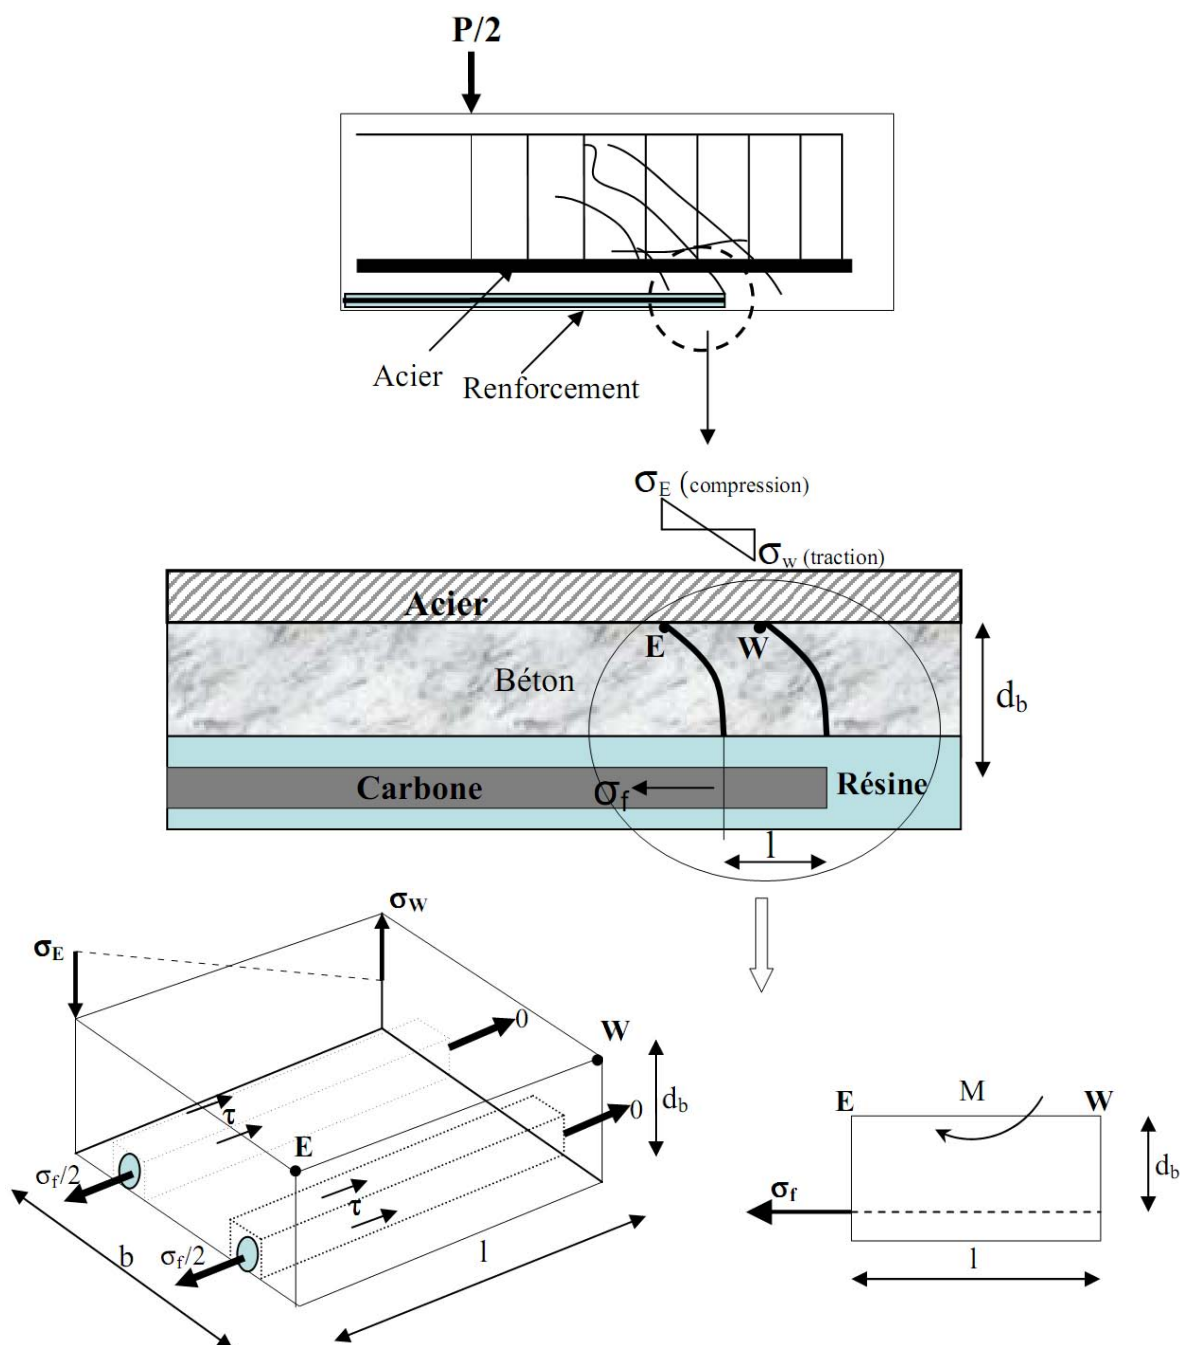 P/2
Acier
Renforcement
σE (compression)
σw (traction)
Acier
E
W
Béton
db
Carbone
σf
Résine
l
σW
σE
0
W
τ
db
0
E
τ
σf/2
τ
τ
σf/2
b
l
E
M
W
db
σf
l